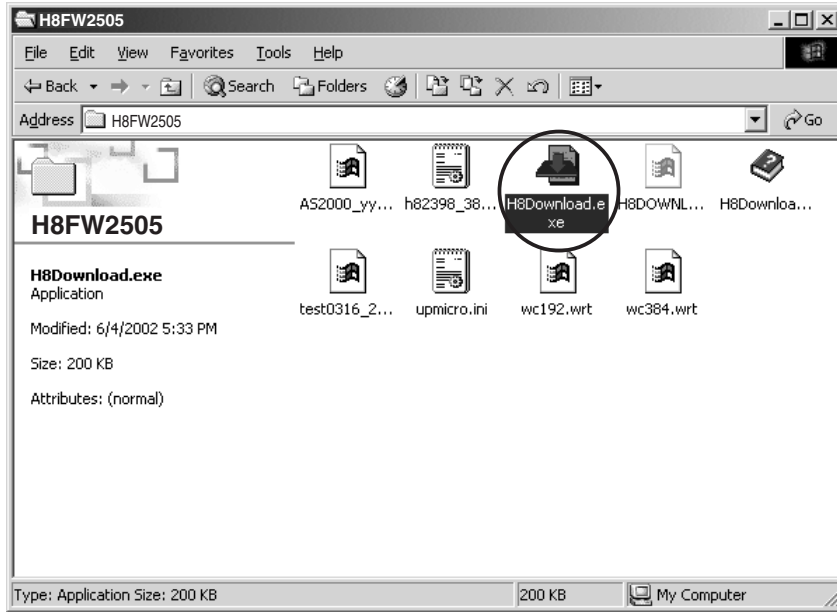 H8FW2505
File Edit View Favorites Tools Help
Back Search Folders
Address H8FW2505 Go
H8FW2505
H8Download.exe
Application
Modified: 6/4/2002 5:33 PM
Size: 200 KB
Attributes: (normal)
AS2000_yy... h82398_38... H8Download.e H8DOWNL... H8Downloa...
xe
test0316_2... upmicro.ini wc192.wrt wc384.wrt
Type: Application Size: 200 KB 200 KB My Computer